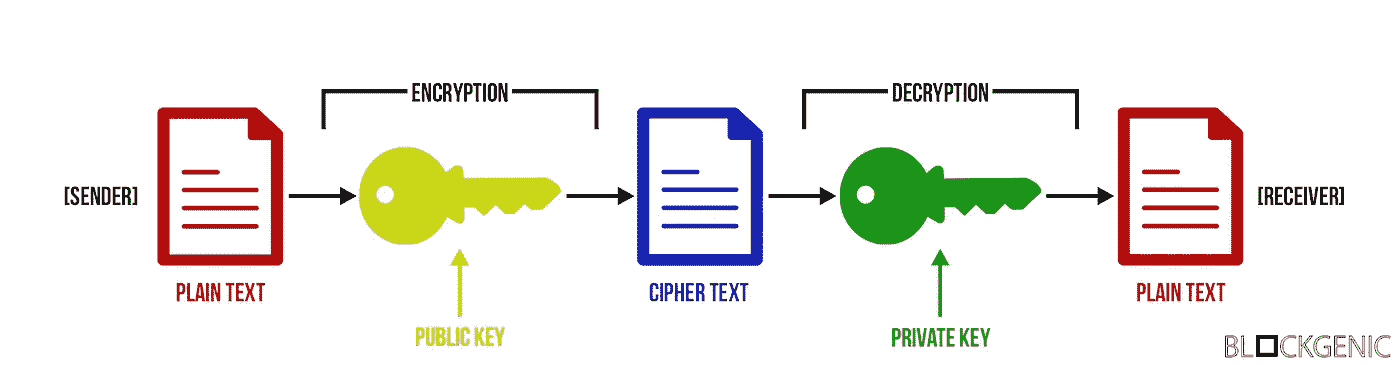 ENCRYPTION
DECRYPTION
[SENDER]
[RECEIVER]
PLAIN TEXT
CIPHER TEXT
PLAIN TEXT
PUBLIC KEY
PRIVATE KEY
BLOCKGENIC